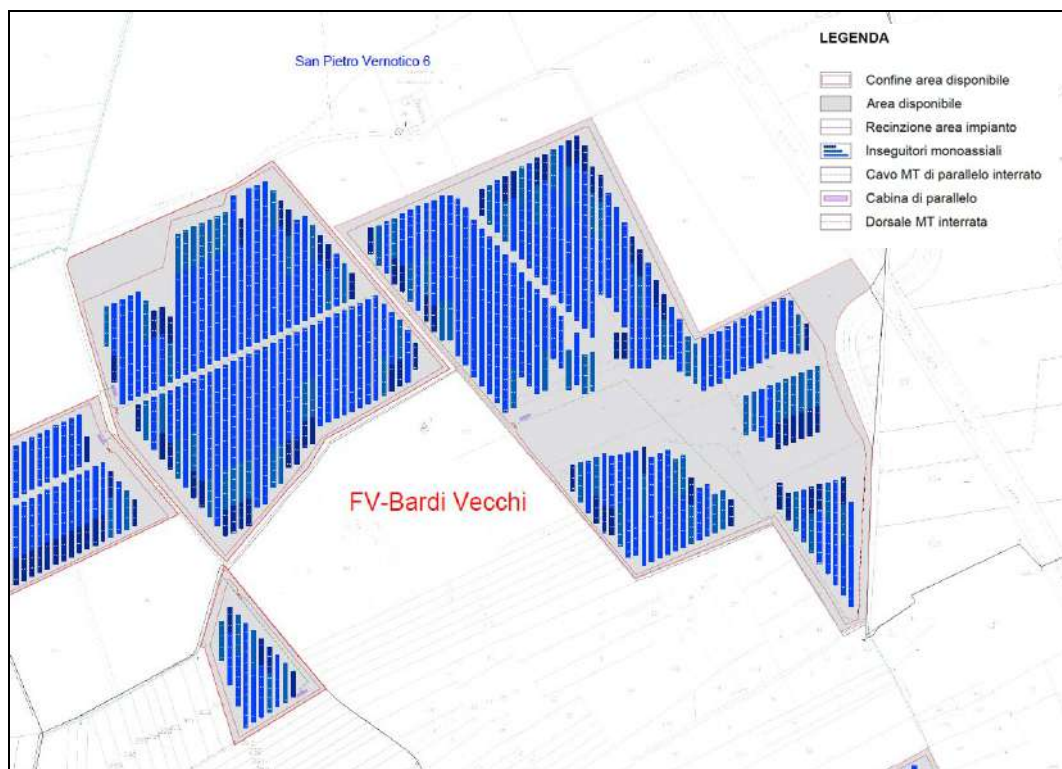 San Pietro Vernotico 6
LEGENDA
Confine area disponibile
Area disponibile
Recinzione area impianto
Inseguitori monoassiali
Cavo MT di parallelo interrato
Cabina di parallelo
Dorsale MT interrata
FV-Bardi Vecchi